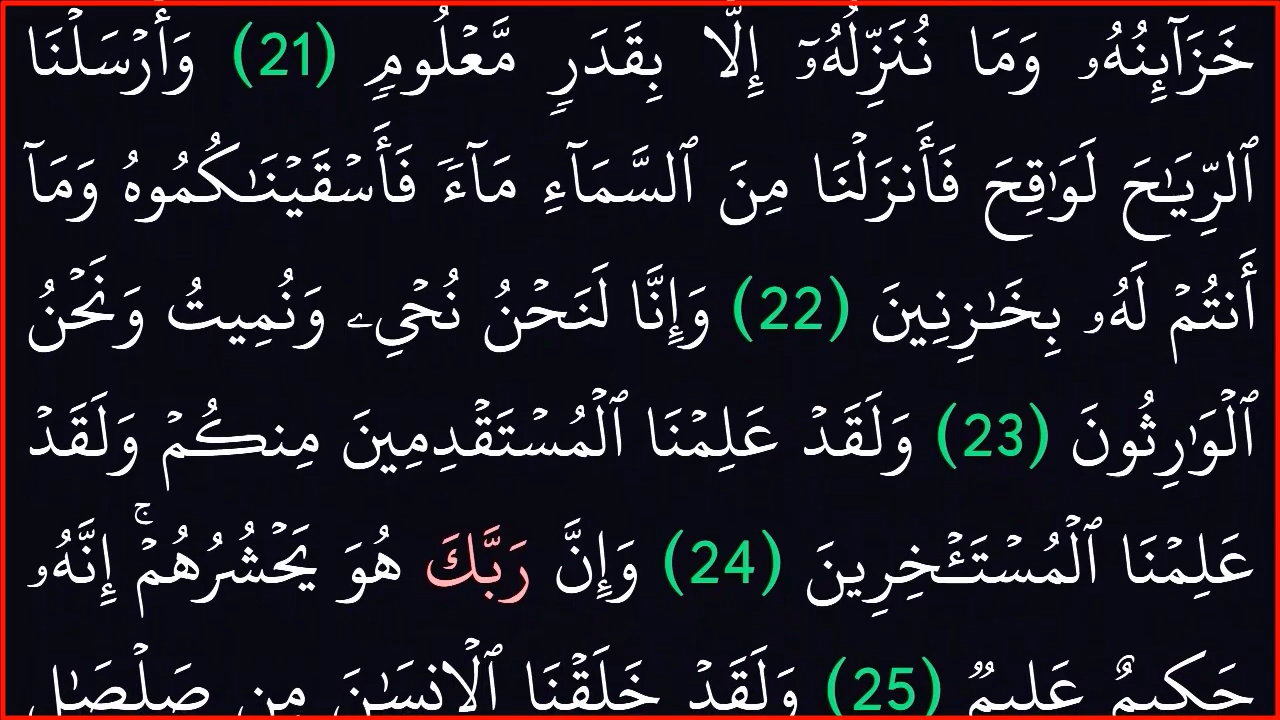 خَزَآئِنُهُۥ وَمَا نُنَزِّلُهُۥٓ إِلَّا بِقَدَرٍ مَّعْلُومٍ (21) وَأَرْسَلْنَا
ٱلرِّيَـٰحَ لَوَٰقِحَ فَأَنزَلْنَا مِنَ ٱلسَّمَآءِ مَآءً فَأَسْقَيْنَـٰكُمُوهُ وَمَآ
أَنتُمْ لَهُۥ بِخَـٰزِنِينَ (22) وَإِنَّا لَنَحْنُ نُحْىِۦ وَنُمِيتُ وَنَحْنُ
ٱلْوَٰرِثُونَ (23) وَلَقَدْ عَلِمْنَا ٱلْمُسْتَقْدِمِينَ مِنكُمْ وَلَقَدْ
عَلِمْنَا ٱلْمُسْتَـْٔخِرِينَ (24) وَإِنَّ رَبَّكَ هُوَ يَحْشُرُهُمْ ۚ إِنَّهُۥ
حَكِيمٌ عَلِيمٌ (25) وَلَقَدْ خَلَقْنَا ٱلْإِنسَـٰنَ مِن صَلْصَـٰلٍ